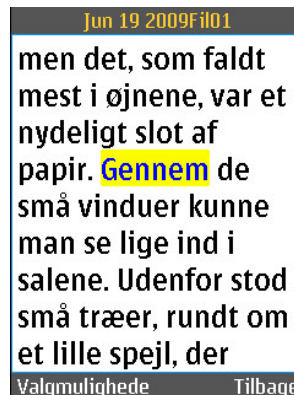 Jun 19 2009Fil01
men det, som faldt
mest i øjnene, var et
nydeligt slot af
papir. Gennem de
små vinduer kunne
man se lige ind i
salene. Udenfor stod
små træer, rundt om
et lille spejl, der
Valgmulighede Tilbage